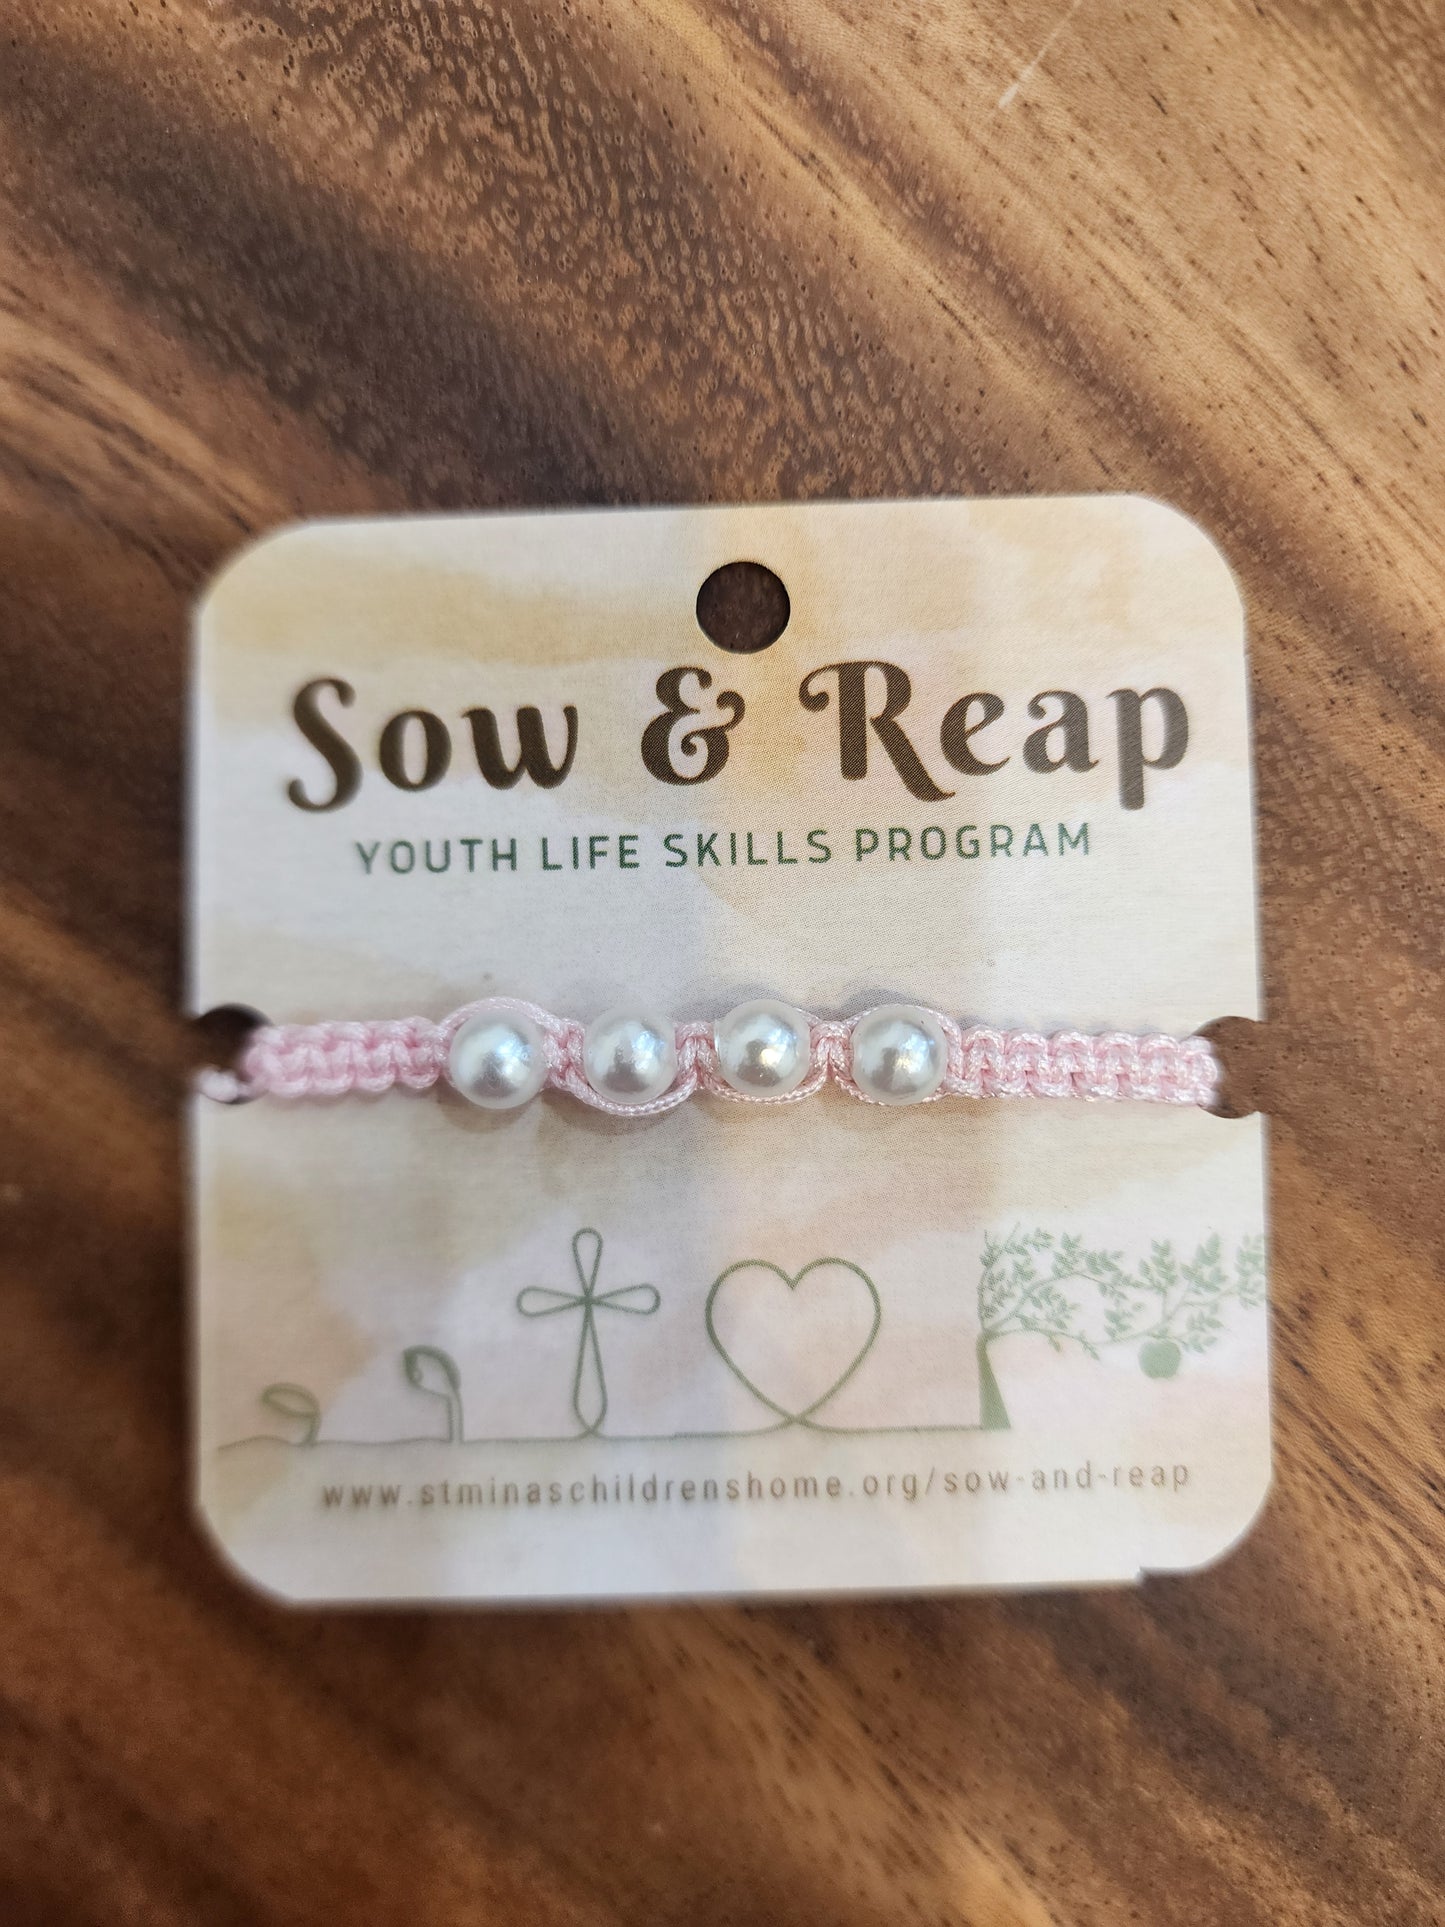 Sow & Reap
YOUTH LIFE SKILLS PROGRAM
www.stminaschildrenshome.org/sow-and-reap